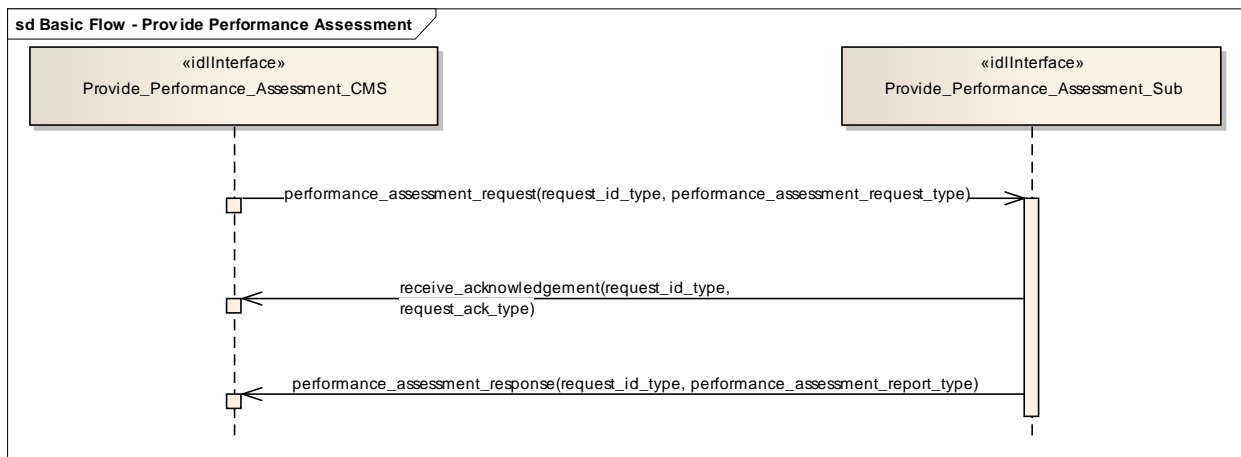 sd Basic Flow - Provide Performance Assessment
«idlInterface»
Provide_Performance_Assessment_CMS
«idlInterface»
Provide_Performance_Assessment_Sub
performance_assessment_request(request_id_type, performance_assessment_request_type)
receive_acknowledgement(request_id_type,
request_ack_type)
performance_assessment_response(request_id_type, performance_assessment_report_type)